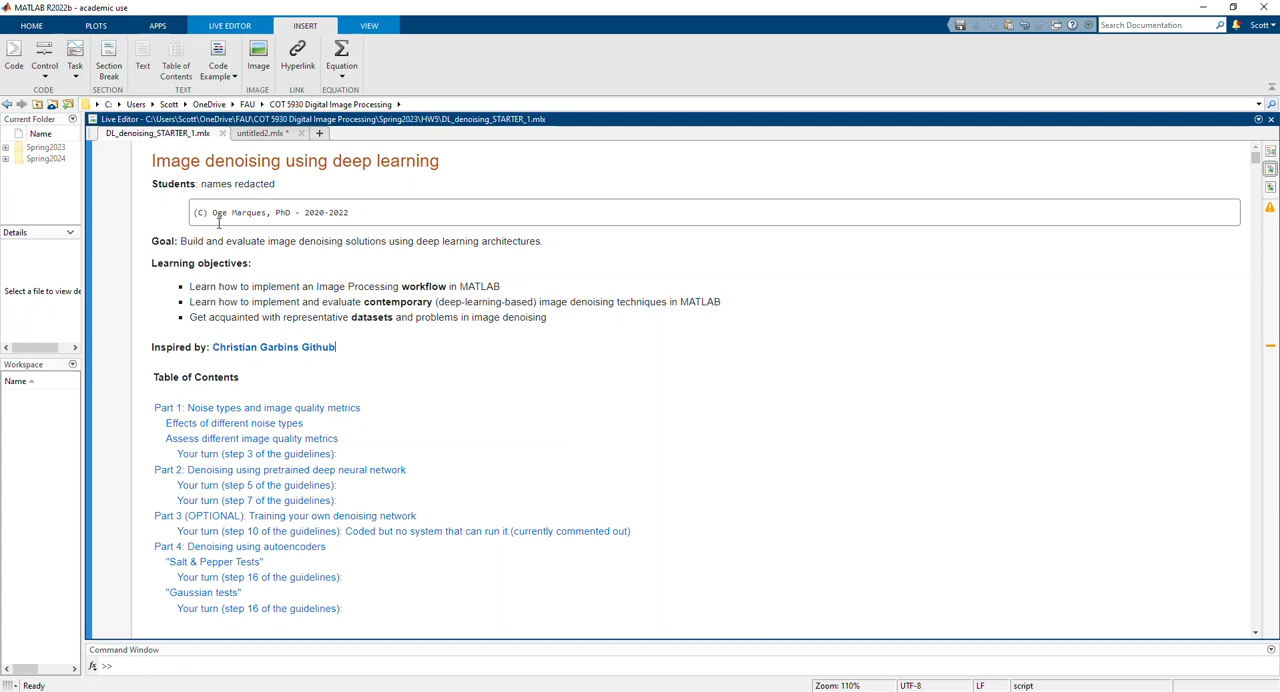 MATLAB R2022b - academic use
HOME PLOTS APPS LIVE EDITOR INSERT VIEW
Search Documentation Scott
Code Control Task Section Break Text Table of Contents Code Example Image Hyperlink Equation
CODE SECTION TEXT IMAGE LINK EQUATION
C: Users Scott OneDrive FAU COT 5930 Digital Image Processing
Current Folder
Live Editor - C:\Users\Scott\OneDrive\FAU\COT 5930 Digital Image Processing\Spring2023\HW5\DL_denoising_STARTER_1.mlx
Name
DL_denoising_STARTER_1.mlx untitled2.mlx * +
Spring2023
Spring2024
Image denoising using deep learning
Students: names redacted
(C) Oge Marques, PhD - 2020-2022
Details
Goal: Build and evaluate image denoising solutions using deep learning architectures.
Learning objectives:
Select a file to view de
Learn how to implement an Image Processing workflow in MATLAB
Learn how to implement and evaluate contemporary (deep-learning-based) image denoising techniques in MATLAB
Get acquainted with representative datasets and problems in image denoising
Inspired by: Christian Garbins Github
Workspace
Name
Table of Contents
Part 1: Noise types and image quality metrics
Effects of different noise types
Assess different image quality metrics
Your turn (step 3 of the guidelines):
Part 2: Denoising using pretrained deep neural network
Your turn (step 5 of the guidelines):
Your turn (step 7 of the guidelines):
Part 3 (OPTIONAL): Training your own denoising network
Your turn (step 10 of the guidelines): Coded but no system that can run it (currently commented out)
Part 4: Denoising using autoencoders
"Salt & Pepper Tests"
Your turn (step 16 of the guidelines):
"Gaussian tests"
Your turn (step 16 of the guidelines):
Command Window
fx >>
Ready Zoom: 110% UTF-8 LF script